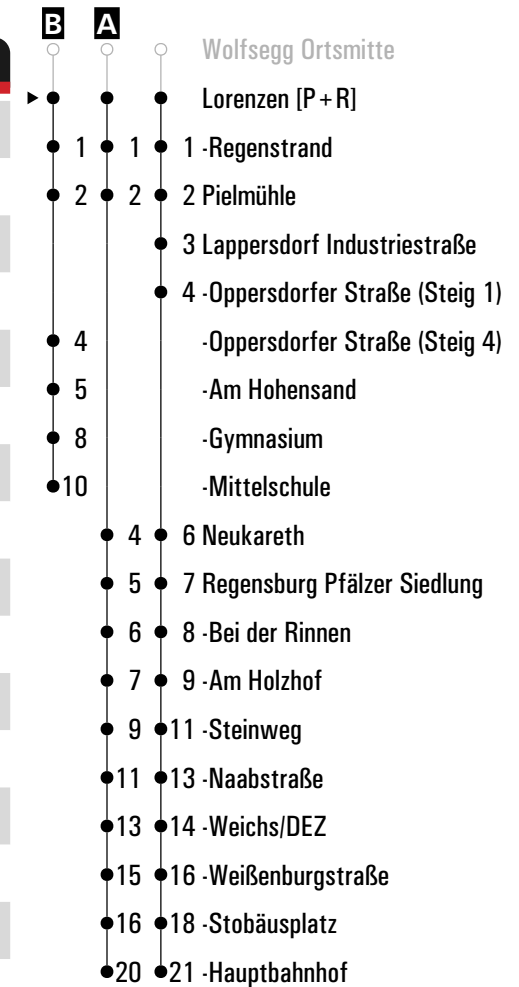 B A
Wolfsegg Ortsmitte
Lorenzen [P+R]
1 1 1 -Regenstrand
2 2 2 Pielmühle
3 Lappersdorf Industriestraße
4 -Oppersdorfer Straße (Steig 1)
4 -Oppersdorfer Straße (Steig 4)
5 -Am Hohensand
8 -Gymnasium
10 -Mittelschule
4 6 Neukareth
5 7 Regensburg Pfälzer Siedlung
6 8 -Bei der Rinnen
7 9 -Am Holzhof
9 11 -Steinweg
11 13 -Naabstraße
13 14 -Weichs/DEZ
15 16 -Weißenburgstraße
16 18 -Stobäusplatz
20 21 -Hauptbahnhof